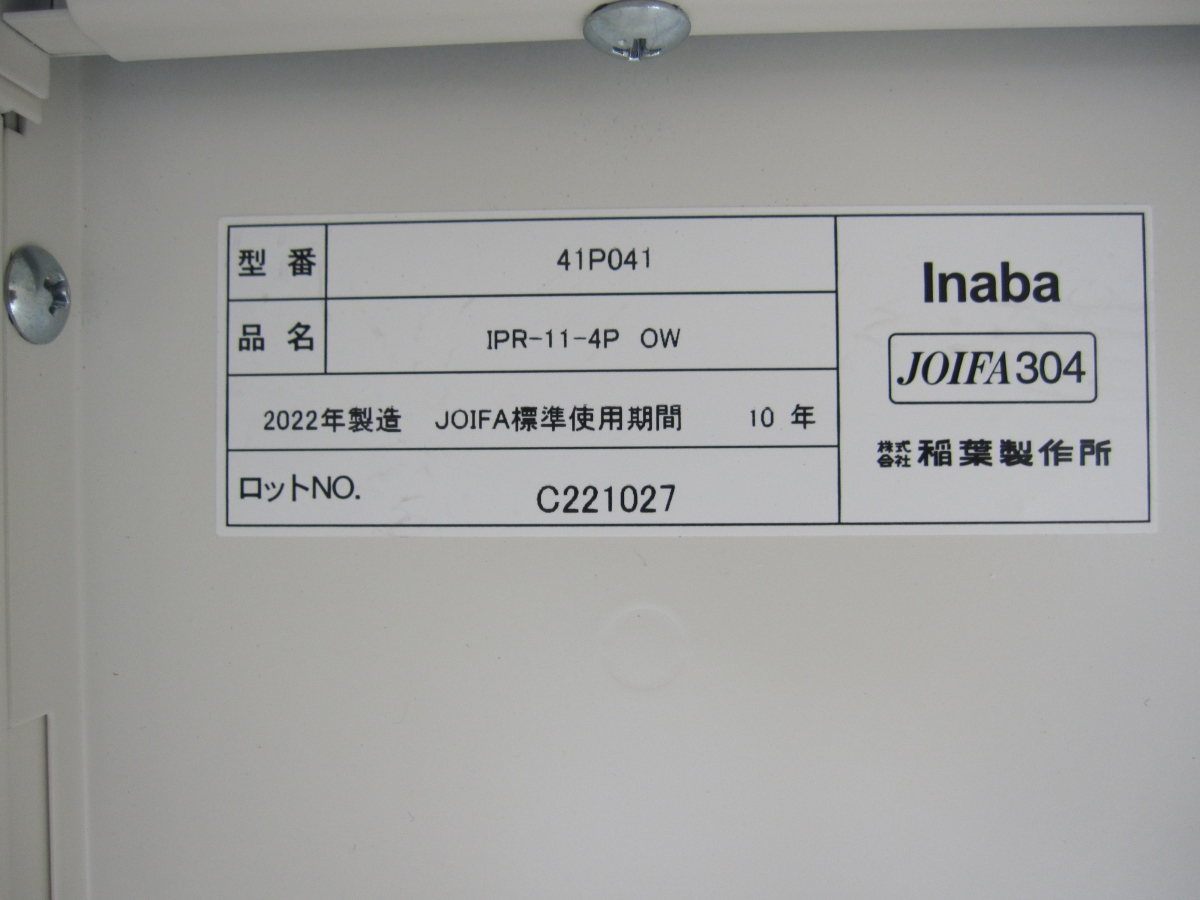 型番 41P041
品名 IPR-11-4P OW
2022年製造 JOIFA標準使用期間 10年
ロットNO. C221027
Inaba
JOIFA304
株式会社 稲葉製作所